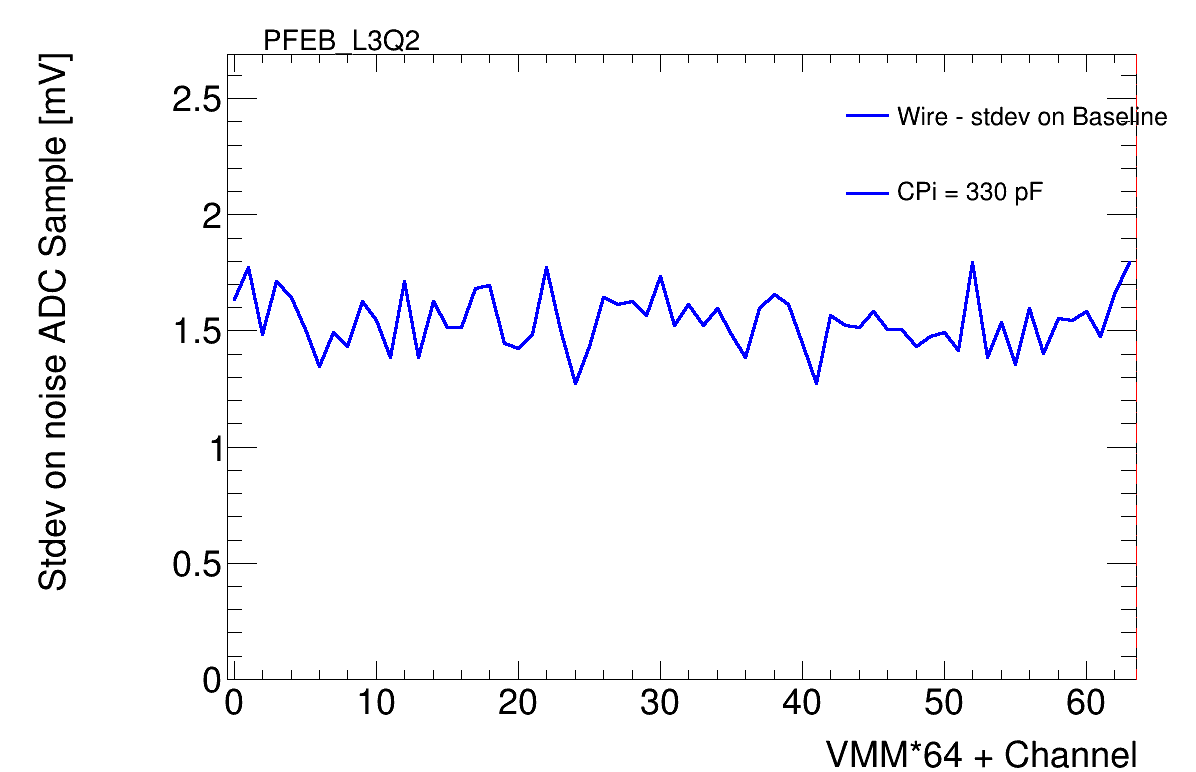 PFEB_L3Q2
Stdev on noise ADC Sample [mV]
2.5
2
1.5
1
0.5
0
Wire - stdev on Baseline
CPi = 330 pF
0 10 20 30 40 50 60
VMM*64 + Channel